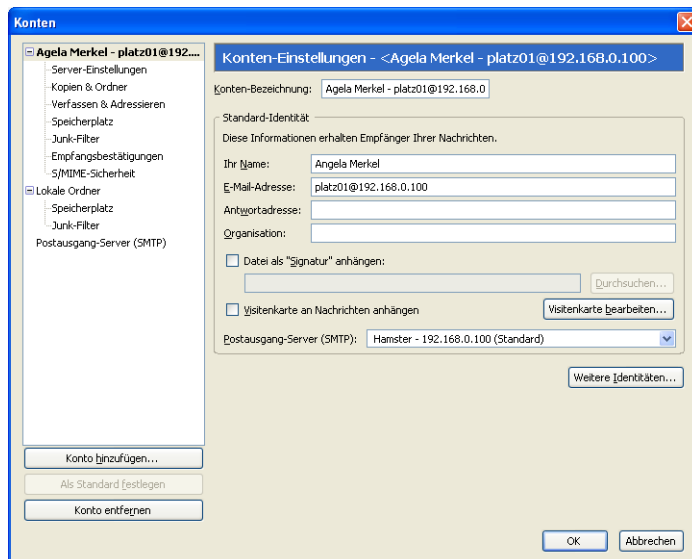 Konten
Agela Merkel - platz01@192....
Server-Einstellungen
Kopien & Ordner
Verfassen & Adressieren
Speicherplatz
Junk-Filter
Empfangsbestätigungen
S/MIME-Sicherheit
Lokale Ordner
Speicherplatz
Junk-Filter
Postausgang-Server (SMTP)
Konto hinzufügen...
Als Standard festlegen
Konto entfernen
Konten-Einstellungen - <Agela Merkel - platz01@192.168.0.100>
Konten-Bezeichnung: Agela Merkel - platz01@192.168.0
Standard-Identität
Diese Informationen erhalten Empfänger Ihrer Nachrichten.
Ihr Name: Angela Merkel
E-Mail-Adresse: platz01@192.168.0.100
Antwortadresse:
Organisation:
Datei als "Signatur" anhängen:
Durchsuchen...
Visitenkarte an Nachrichten anhängen Visitenkarte bearbeiten...
Postausgang-Server (SMTP): Hamster - 192.168.0.100 (Standard)
Weitere Identitäten...
OK Abbrechen